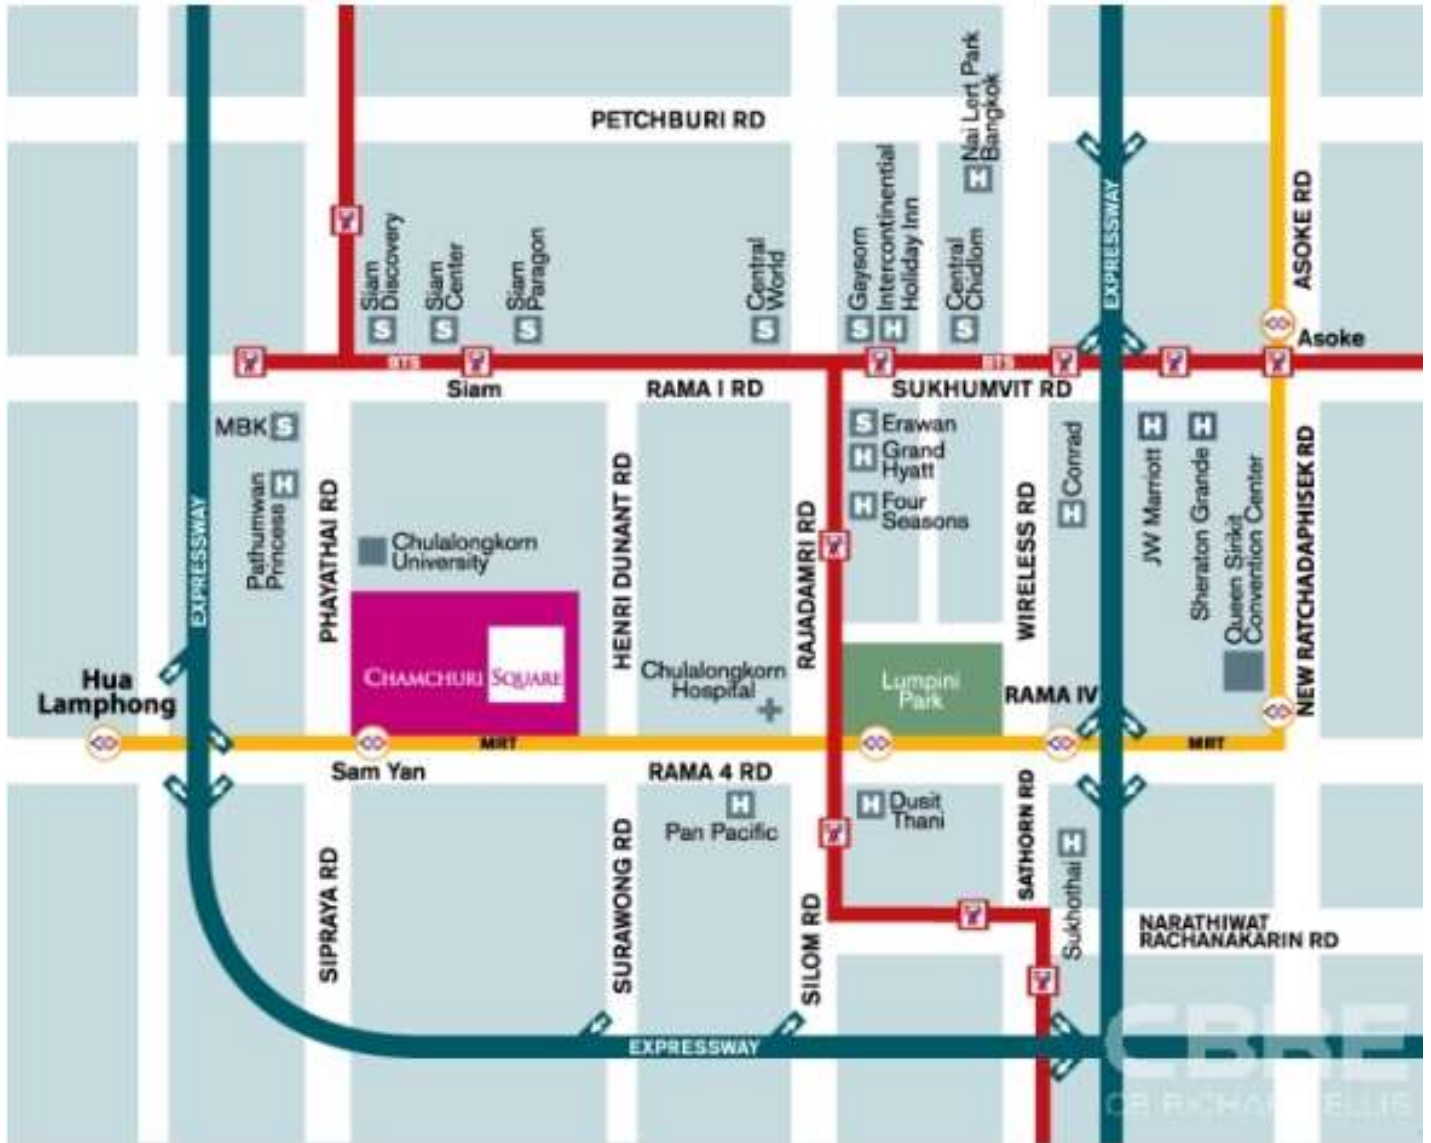 PETCHBURI RD
Nai Lert Park
Bangkok
EXPRESSWAY
ASOKE RD
Siam
Discovery
Siam
Center
Siam
Paragon
Central
World
Gaysorn
Intercontinental
Holiday Inn
Central
Chidlom
Asoke
BTS
BTS
Siam
RAMA I RD
SUKHUMVIT RD
MBK
Pathumwan
Princess
EXPRESSWAY
PHAYATHAI RD
Chulalongkorn
University
HENRI DUNANT RD
RAJADAMRI RD
Erawan
Grand
Hyatt
Four
Seasons
WIRELESS RD
Conrad
JW Marriott
Sheraton Grande
Queen Sirikit
Convention Center
NEW RATCHADAPHISEK RD
CHAMCHURI SQUARE
Chulalongkorn
Hospital
Lumpini
Park
RAMA IV
Hua
Lamphong
MRT
MRT
Sam Yan
RAMA 4 RD
Pan Pacific
Dusit
Thani
SIPRAYA RD
SURAWONG RD
SILOM RD
SATHORN RD
Sukhothai
NARATHIWAT
RACHANAKARIN RD
EXPRESSWAY
CBRE
CB RICHARD ELLIS